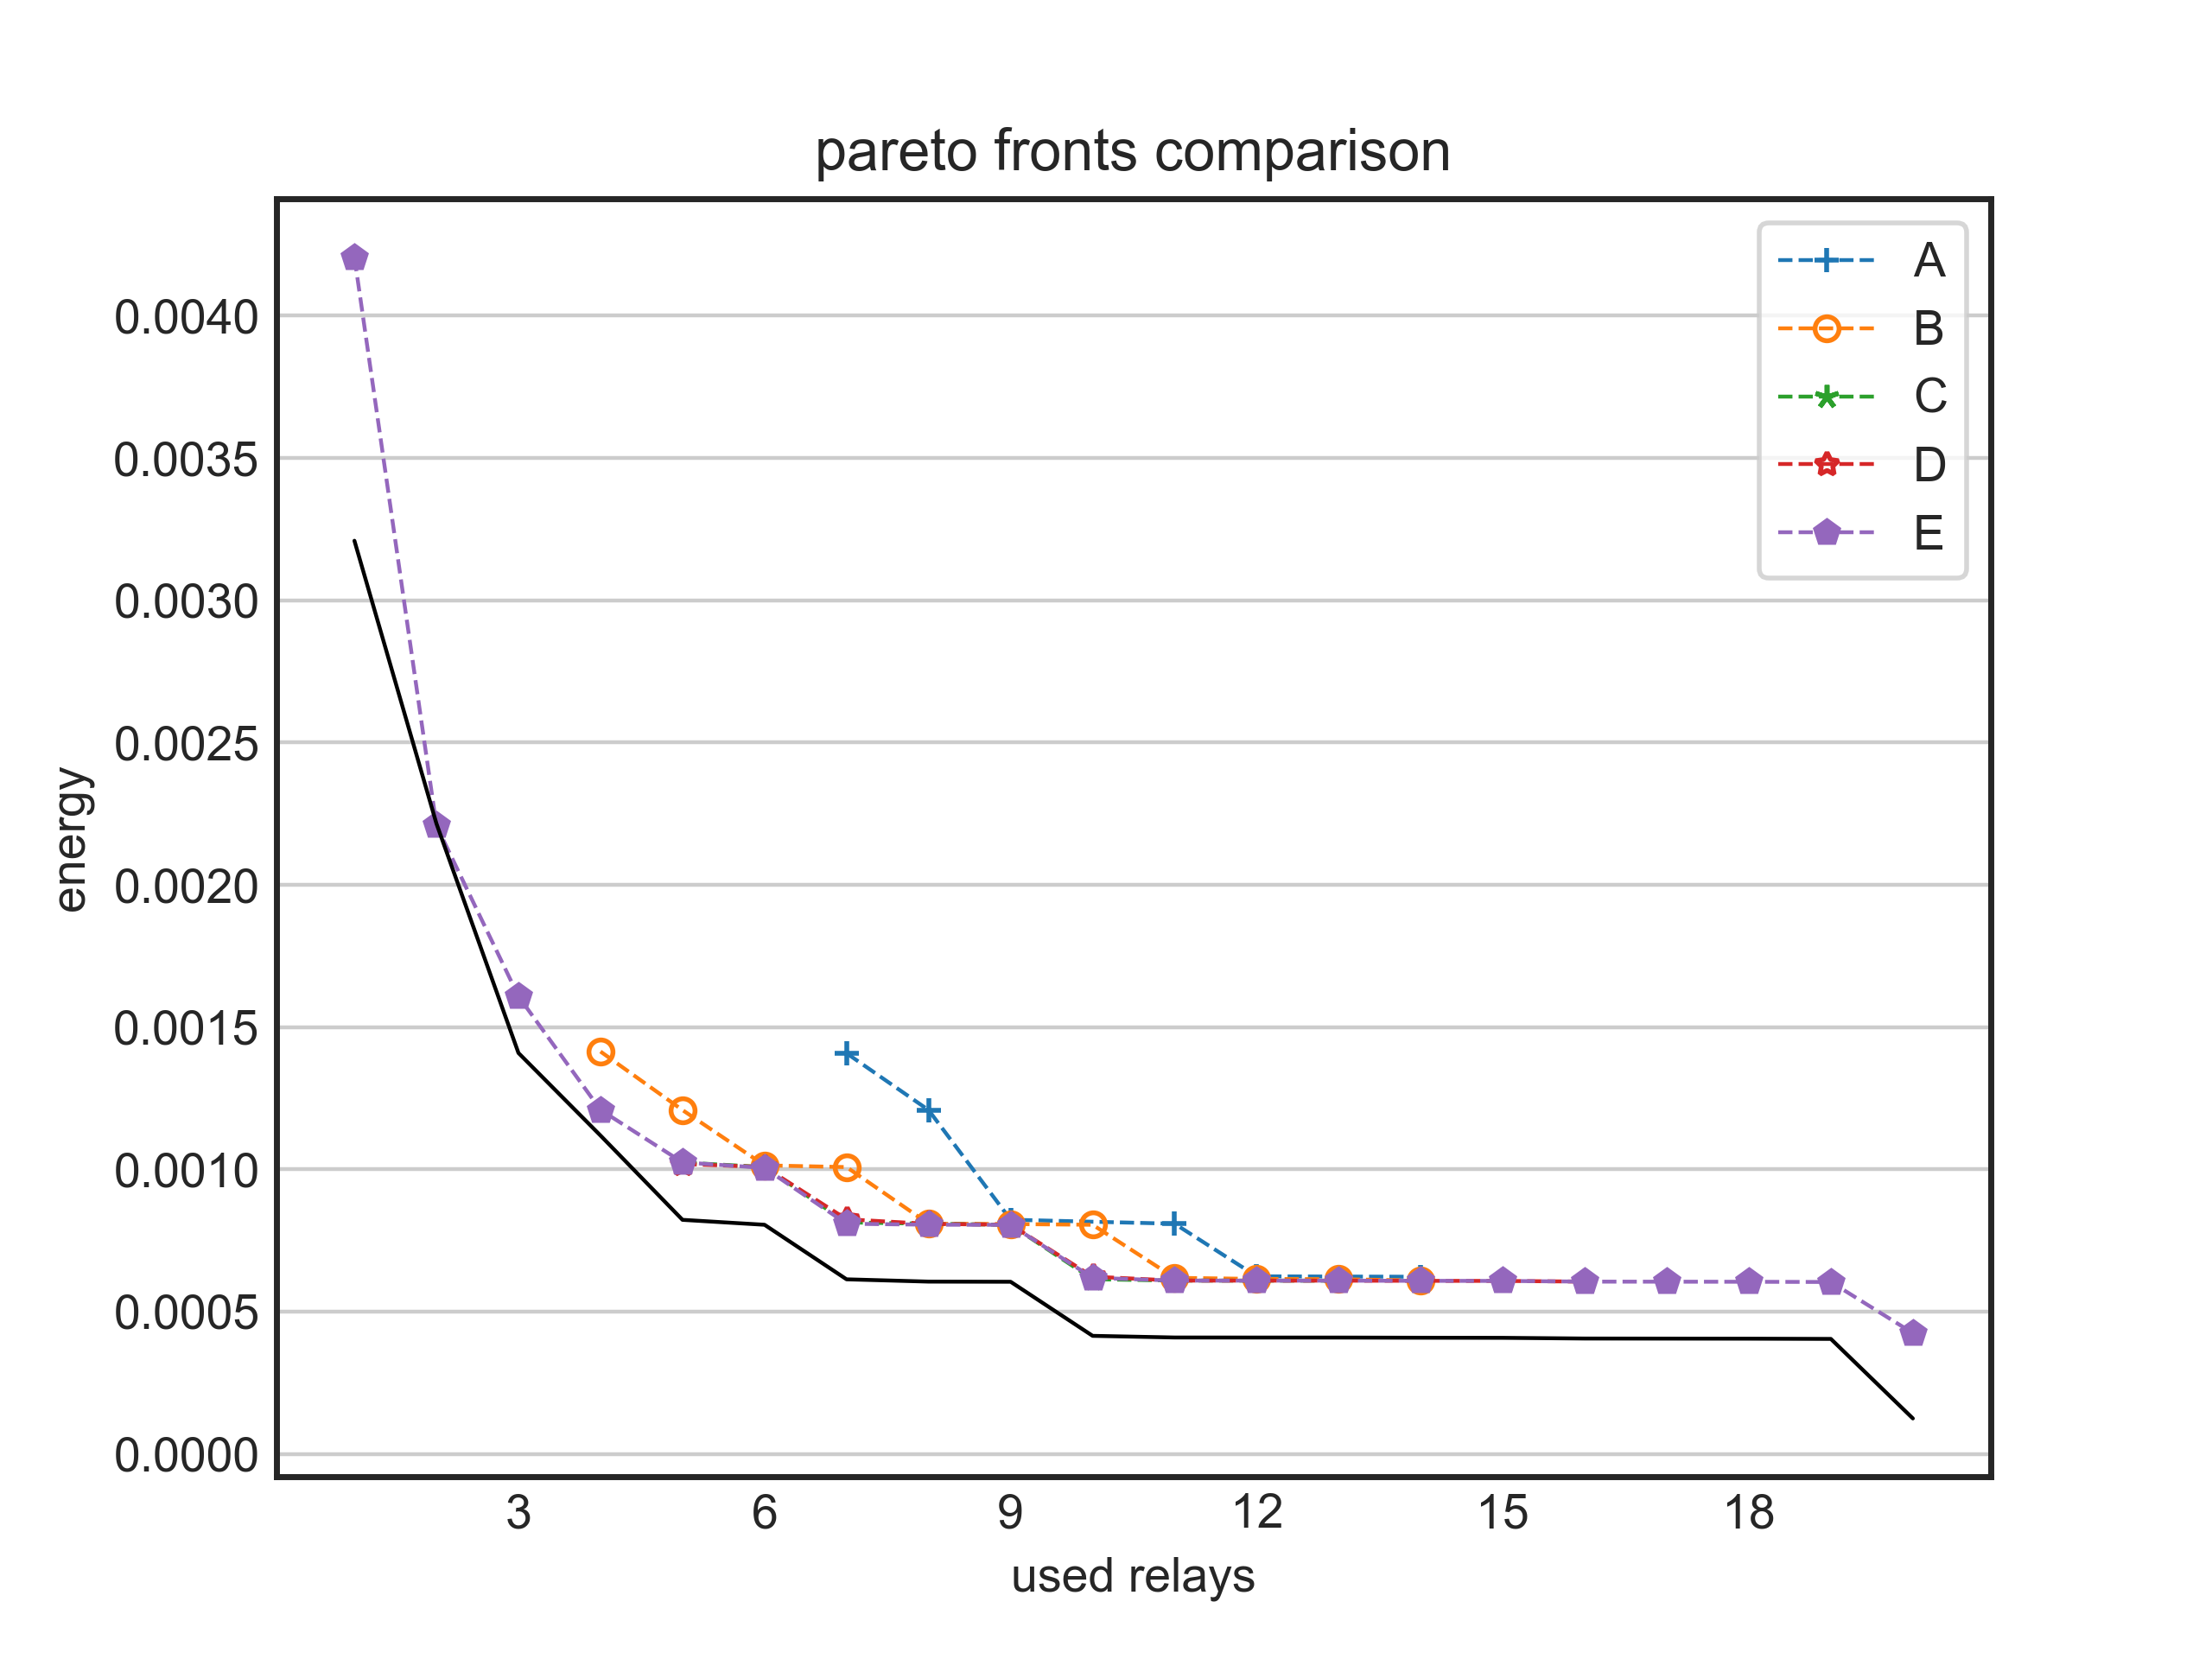 pareto fronts comparison
A
B
C
D
E
0.0040
0.0035
0.0030
0.0025
0.0020
0.0015
0.0010
0.0005
0.0000
energy
3 6 9 12 15 18
used relays